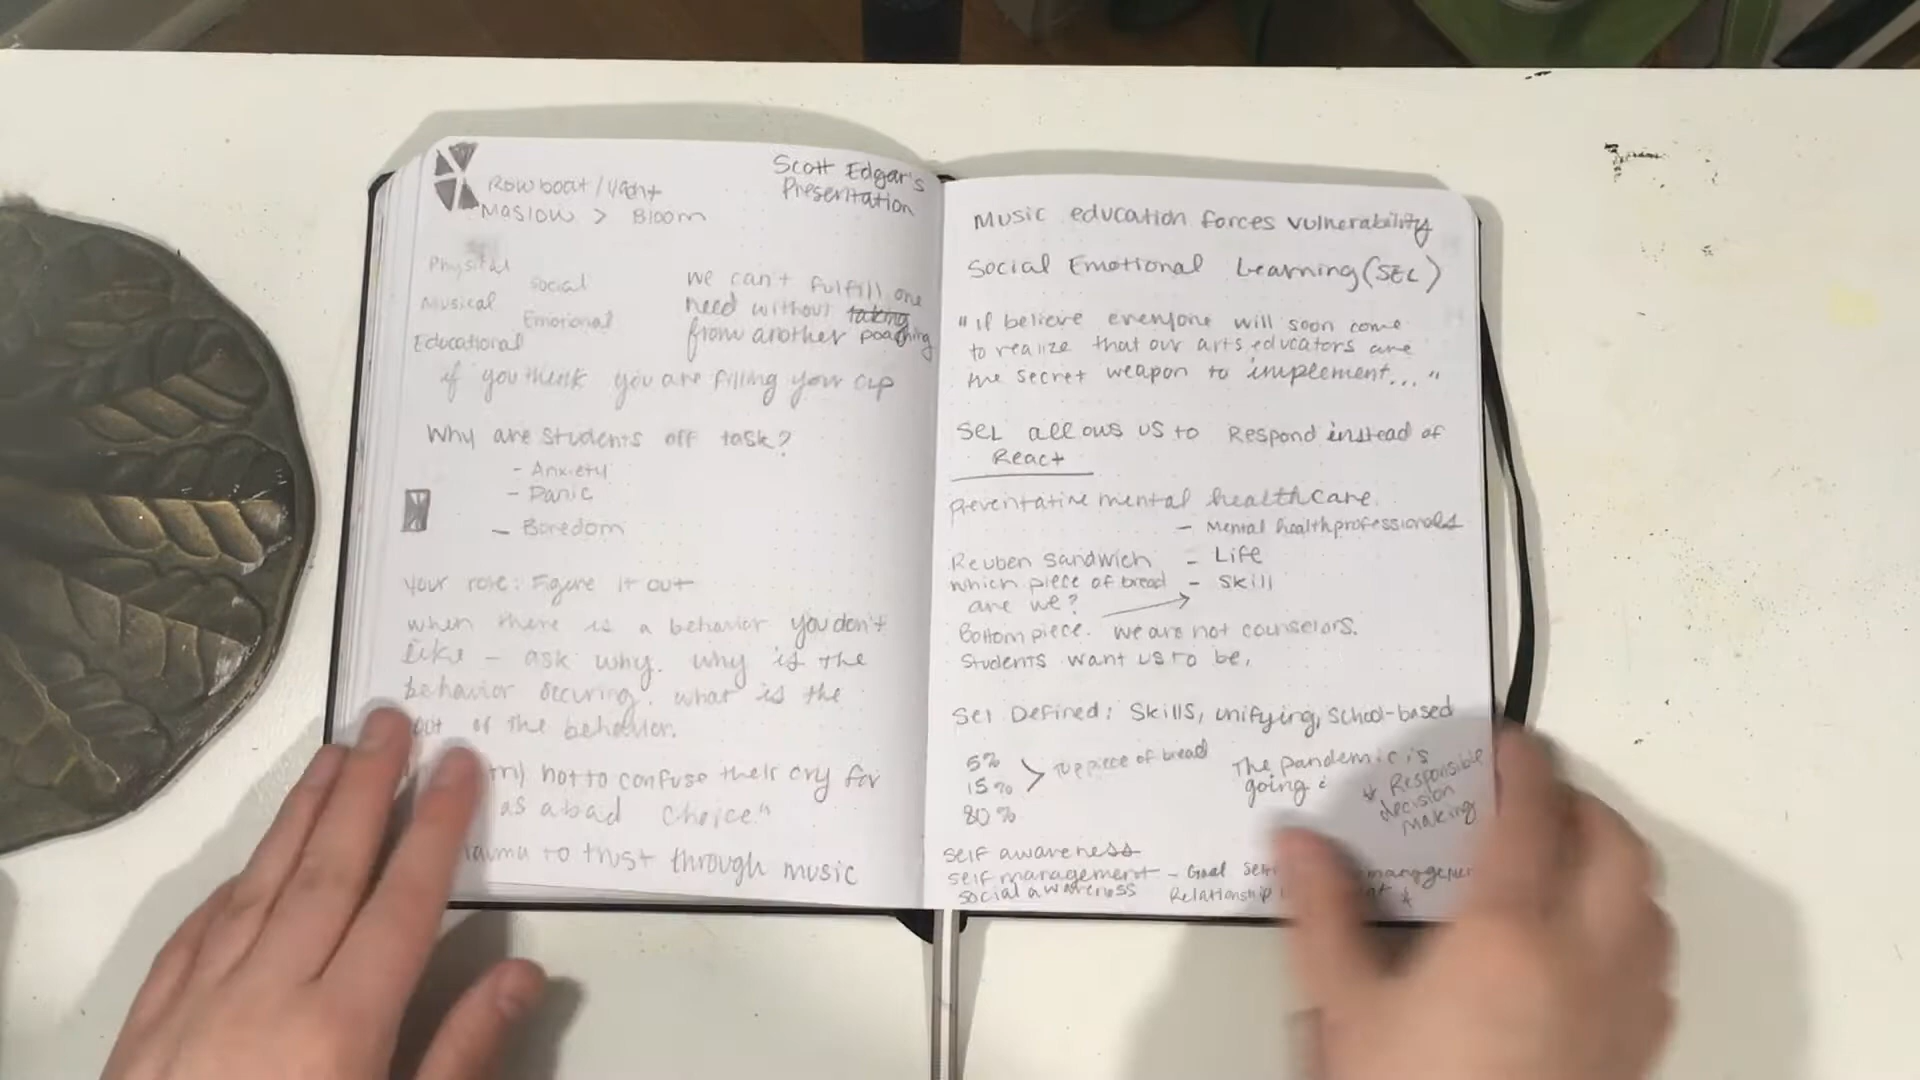 Scott Edgar's
Presentation
Rowboat / Yacht
Maslow > Bloom
Physical
Social
Musical
Emotional
Educational
we can't fulfill one
need without taking
from another poaching
if you think you are filling your cup
Why are students off task?
- Anxiety
- Panic
- Boredom
Your role: Figure it out
when there is a behavior you don't
like - ask why. why is the
behavior occuring. what is the
of the behavior.
not to confuse their cry for
as a bad choice"
to trust through music
Music education forces vulnerability
Social Emotional Learning (SEL)
"I believe everyone will soon come
to realize that our arts educators are
the secret weapon to implement..."
SEL allows us to Respond instead of
React
preventative mental healthcare.
- Mental health professionals
Reuben sandwich - Life
which piece of bread - Skill
are we?
Bottom piece. we are not counselors.
Students want us to be.
SEL Defined: Skills, unifying, school-based
5%
15% > Top piece of bread
80%
The pandemic is
going
* Responsible
decision
making
self awareness
self management - Goal
social awareness Relationship